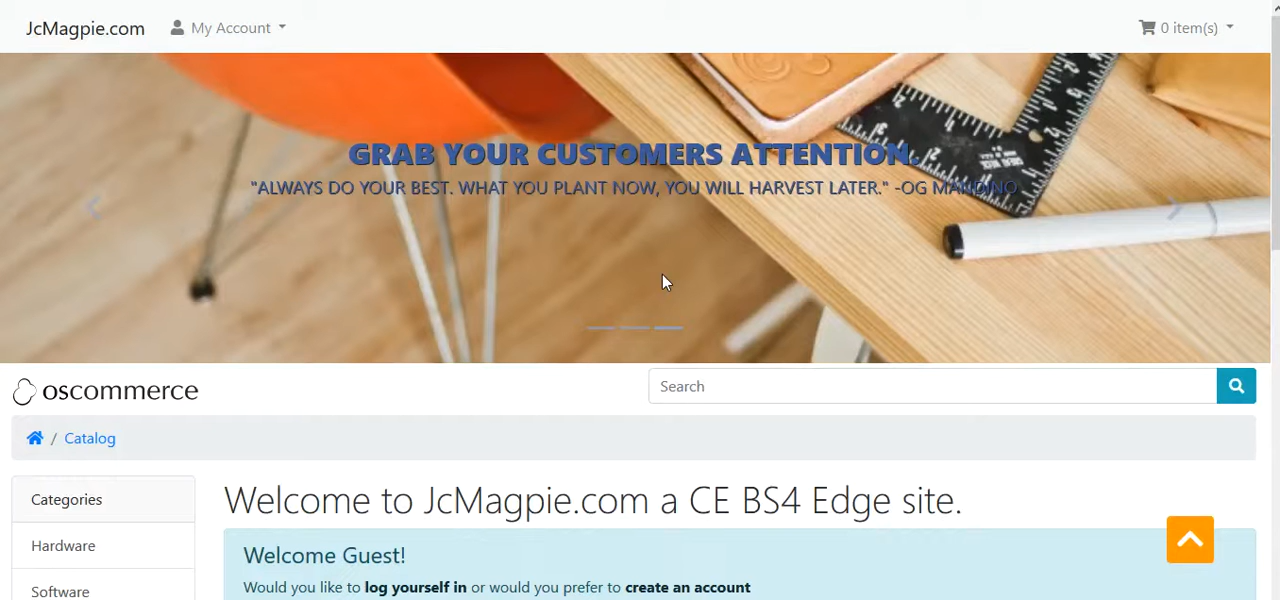 JcMagpie.com My Account 0 item(s)
GRAB YOUR CUSTOMERS ATTENTION.
"ALWAYS DO YOUR BEST. WHAT YOU PLANT NOW, YOU WILL HARVEST LATER." -OG MANDINO
oscommerce Search
/ Catalog
Categories
Welcome to JcMagpie.com a CE BS4 Edge site.
Hardware
Welcome Guest!
Software
Would you like to log yourself in or would you prefer to create an account